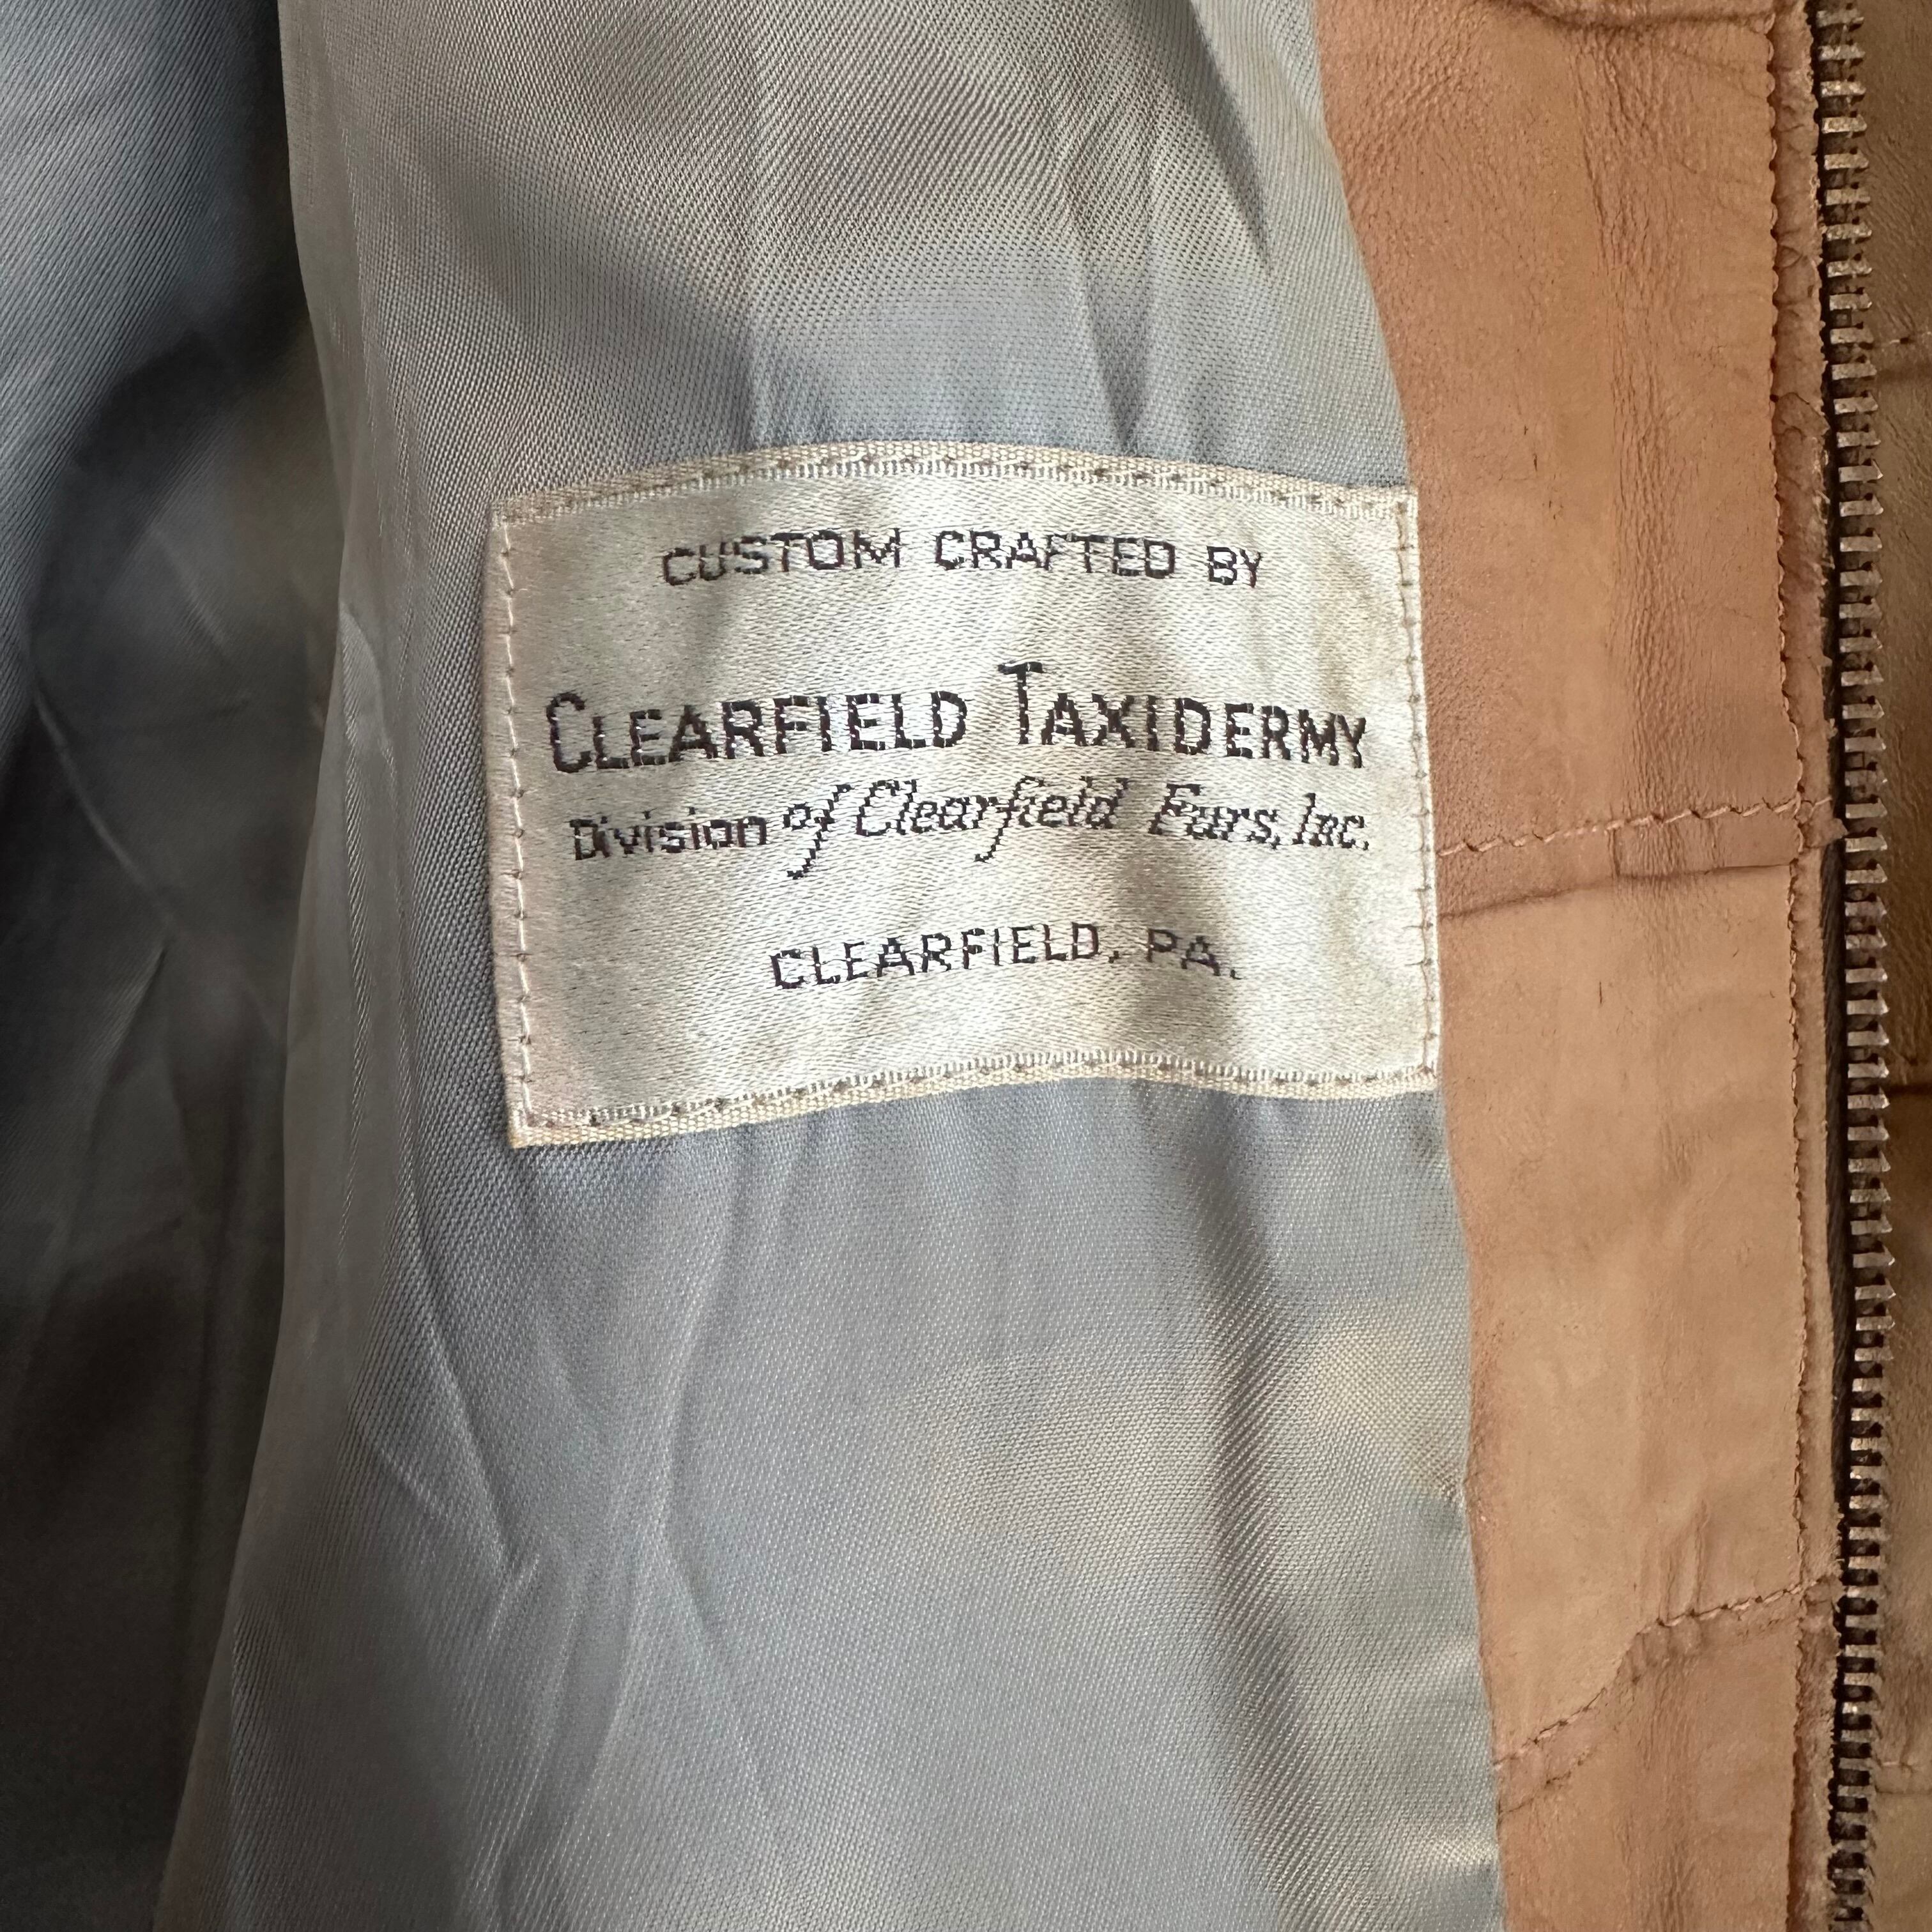 CUSTOM CRAFTED BY
CLEARFIELD TAXIDERMY
Division of Clearfield Furs, Inc.
CLEARFIELD, PA.